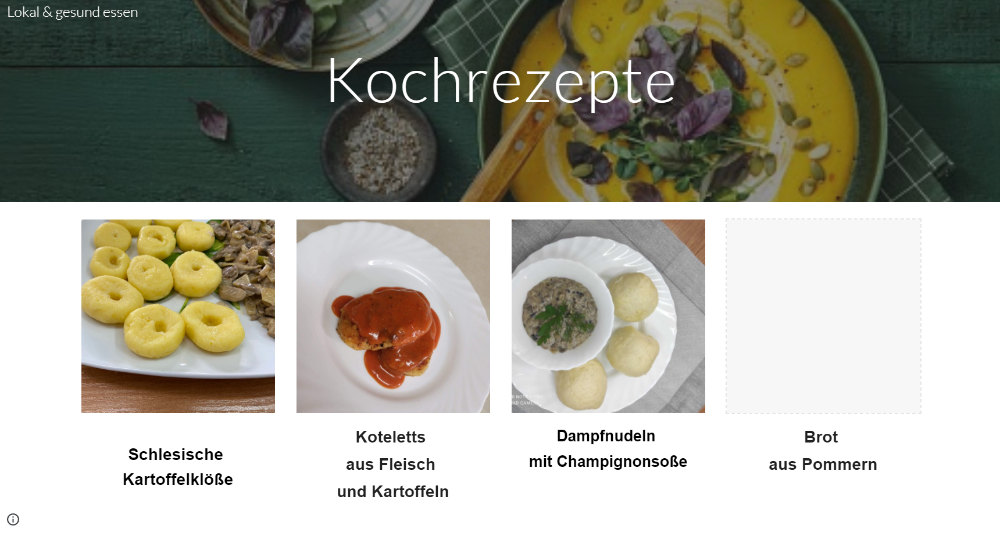 Lokal & gesund essen
Kochrezepte
Schlesische
Kartoffelklöße
Koteletts
aus Fleisch
und Kartoffeln
Dampfnudeln
mit Champignonsoße
Brot
aus Pommern